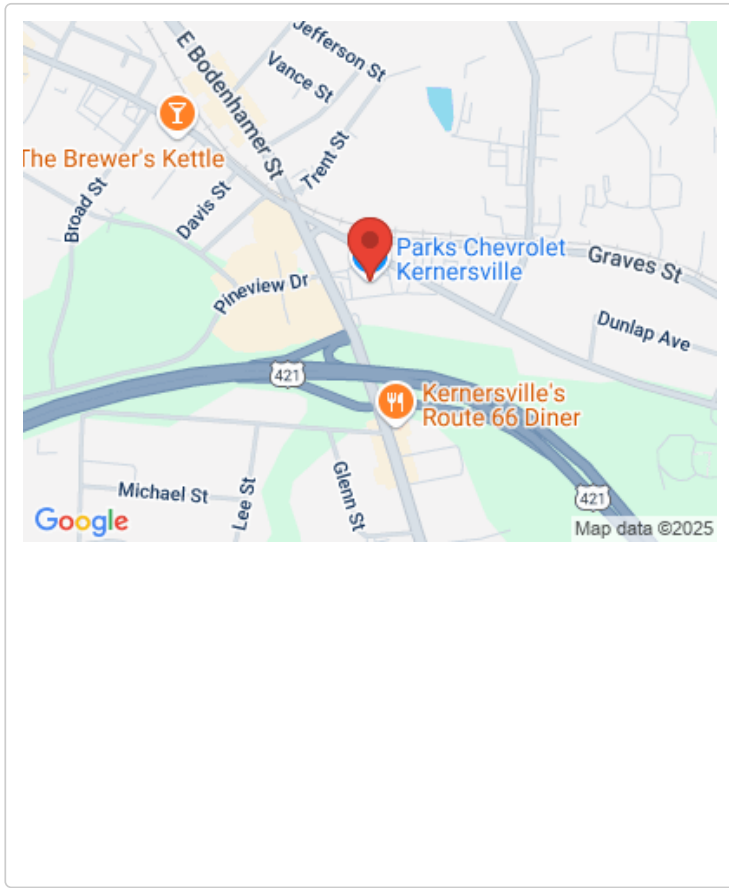 Jefferson St
E Bodenhamer St
Vance St
The Brewer's Kettle
Trent St
Broad St
Davis St
Parks Chevrolet
Kernersville
Graves St
Pineview Dr
Dunlap Ave
421
Kernersville's
Route 66 Diner
Michael St
Lee St
Glenn St
421
Google
Map data ©2025